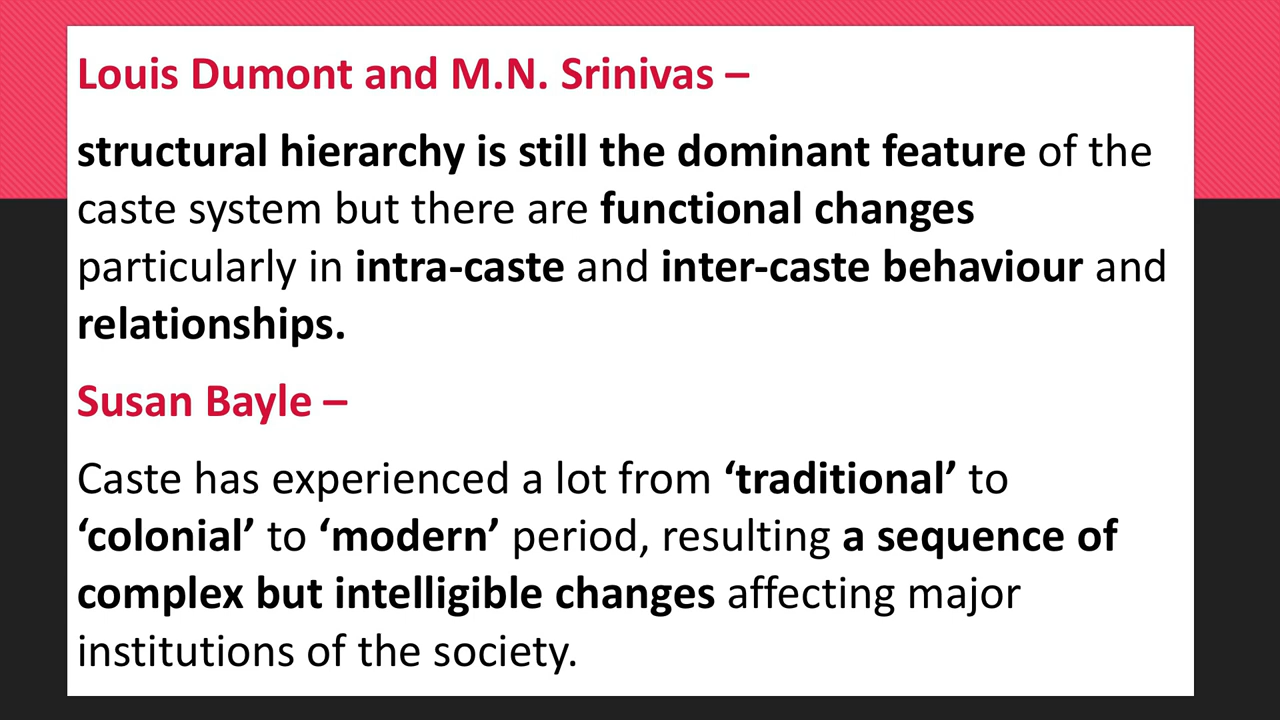 Louis Dumont and M.N. Srinivas –
structural hierarchy is still the dominant feature of the
caste system but there are functional changes
particularly in intra-caste and inter-caste behaviour and
relationships.
Susan Bayle –
Caste has experienced a lot from ‘traditional’ to
‘colonial’ to ‘modern’ period, resulting a sequence of
complex but intelligible changes affecting major
institutions of the society.